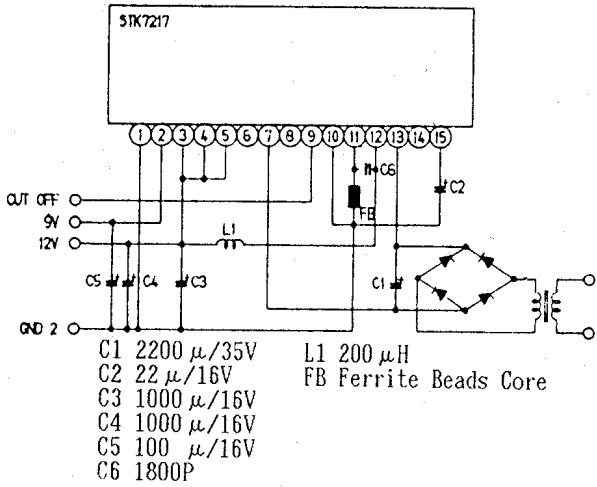 STK7217
1 2 3 4 5 6 7 8 9 10 11 12 13 14 15
C6
C2
CUT OFF
FB
9V
L1
12V
C5
C4
C3
C1
GND 2
C1 2200 μ/35V
C2 22 μ/16V
C3 1000 μ/16V
C4 1000 μ/16V
C5 100 μ/16V
C6 1800P
L1 200 μH
FB Ferrite Beads Core